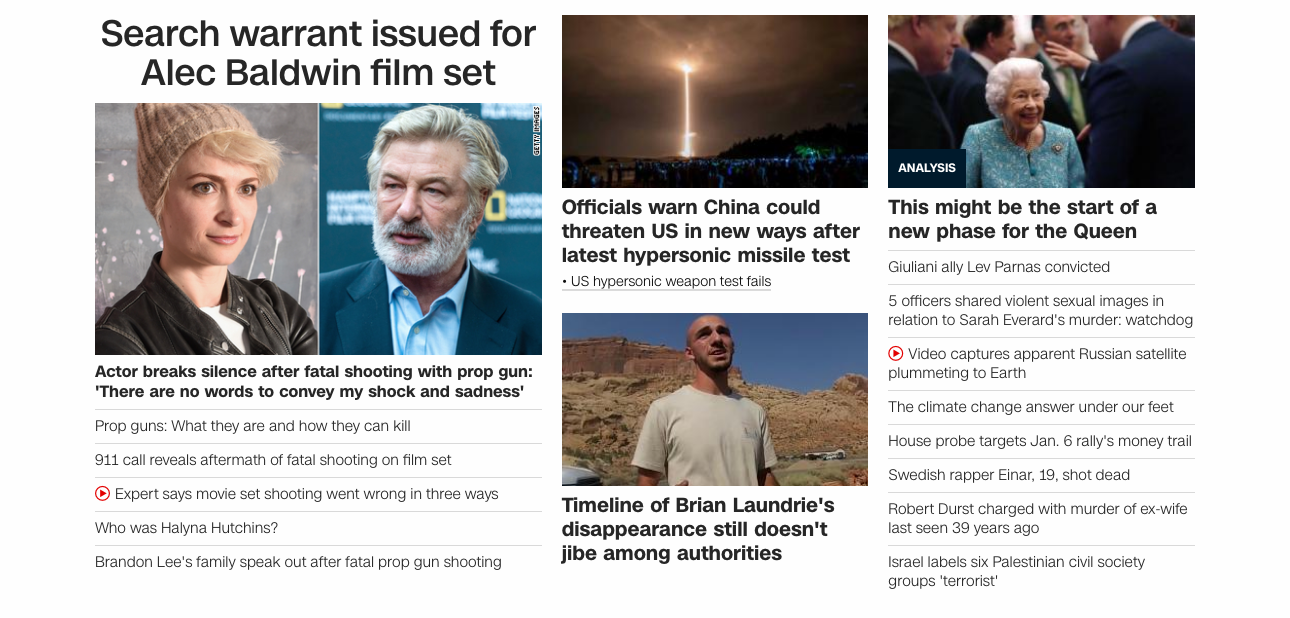 Search warrant issued for
Alec Baldwin film set
GETTY IMAGES
Actor breaks silence after fatal shooting with prop gun:
'There are no words to convey my shock and sadness'
Prop guns: What they are and how they can kill
911 call reveals aftermath of fatal shooting on film set
Expert says movie set shooting went wrong in three ways
Who was Halyna Hutchins?
Brandon Lee's family speak out after fatal prop gun shooting
Officials warn China could
threaten US in new ways after
latest hypersonic missile test
• US hypersonic weapon test fails
Timeline of Brian Laundrie's
disappearance still doesn't
jibe among authorities
ANALYSIS
This might be the start of a
new phase for the Queen
Giuliani ally Lev Parnas convicted
5 officers shared violent sexual images in
relation to Sarah Everard's murder: watchdog
Video captures apparent Russian satellite
plummeting to Earth
The climate change answer under our feet
House probe targets Jan. 6 rally's money trail
Swedish rapper Einar, 19, shot dead
Robert Durst charged with murder of ex-wife
last seen 39 years ago
Israel labels six Palestinian civil society
groups 'terrorist'